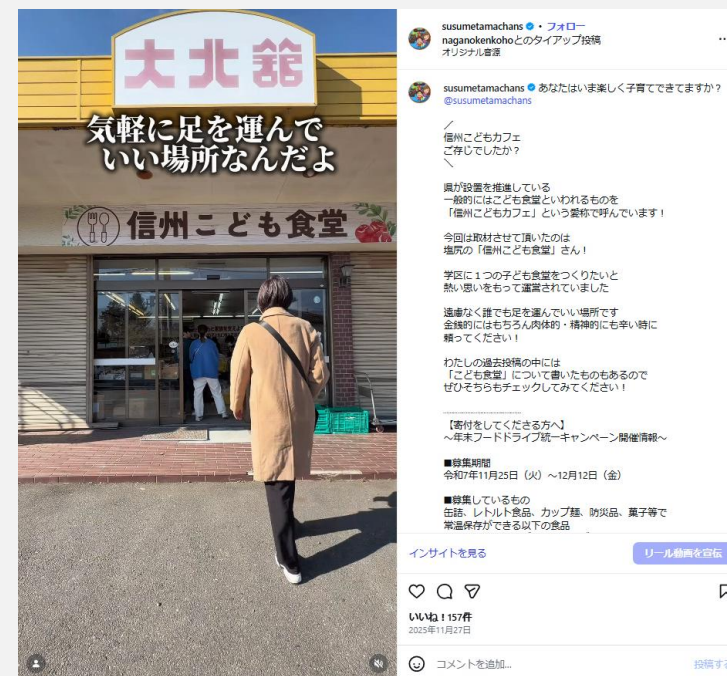 大北舘
気軽に足を運んで
いい場所なんだよ
信州こども食堂
susumetamachans・フォロー
naganokenkohoとのタイアップ投稿
オリジナル音源
susumetamachans あなたはいま楽しく子育てできてますか？
@susumetamachans
／
信州こどもカフェ
ご存じでしたか？
＼
県が設置を推進している
一般的にはこども食堂といわれるものを
「信州こどもカフェ」という愛称で呼んでいます！
今回は取材させて頂いたのは
塩尻の「信州こども食堂」さん！
学区に１つの子ども食堂をつくりたいと
熱い思いをもって運営されていました
遠慮なく誰でも足を運んでいい場所です
金銭的にはもちろん肉体的・精神的にも辛い時に
頼ってください！
わたしの過去投稿の中には
「こども食堂」について書いたものもあるので
ぜひそちらもチェックしてみてください！
【寄付をしてくださる方へ】
～年末フードドライブ統一キャンペーン開催情報～
■募集期間
令和7年11月25日（火）～12月12日（金）
■募集しているもの
缶詰、レトルト食品、カップ麺、防災品、菓子等で
常温保存ができる以下の食品
インサイトを見る
リール動画を宣伝
いいね！157件
2025年11月27日
コメントを追加...
投稿する